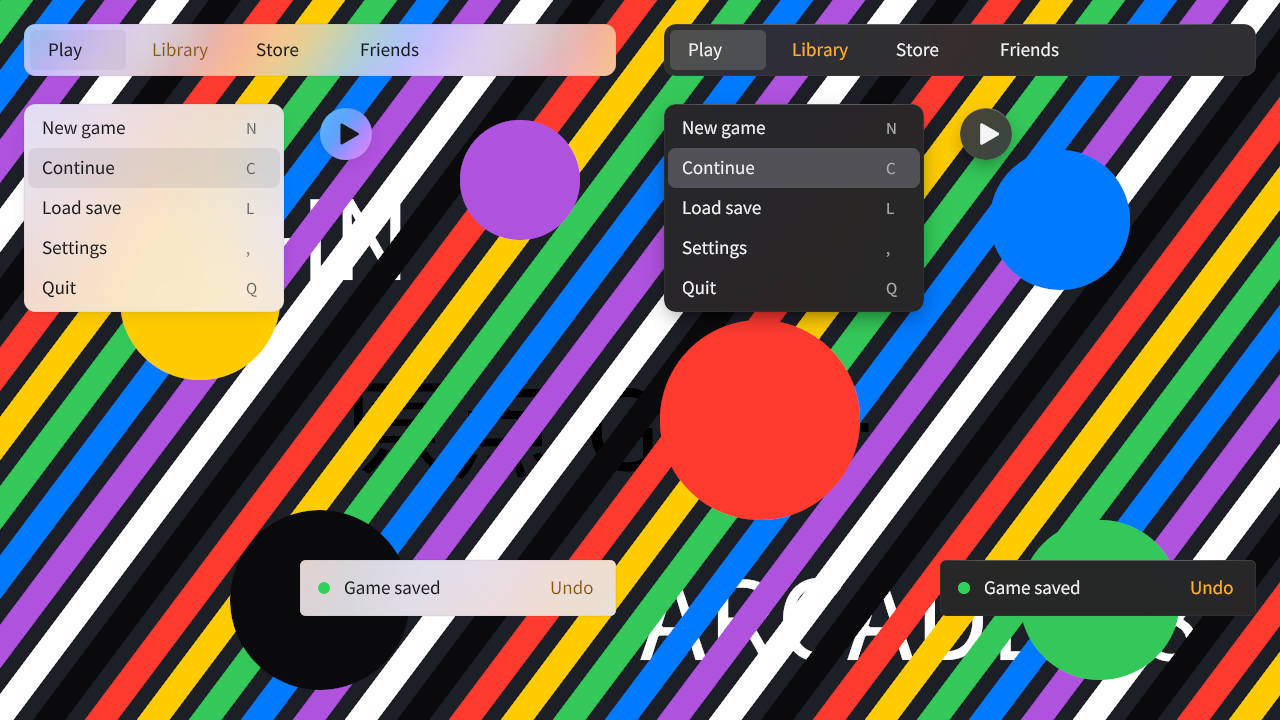 Play Library Store Friends
Play Library Store Friends
New game N
Continue C
Load save L
Settings ,
Quit Q
New game N
Continue C
Load save L
Settings ,
Quit Q
Game saved Undo
Game saved Undo